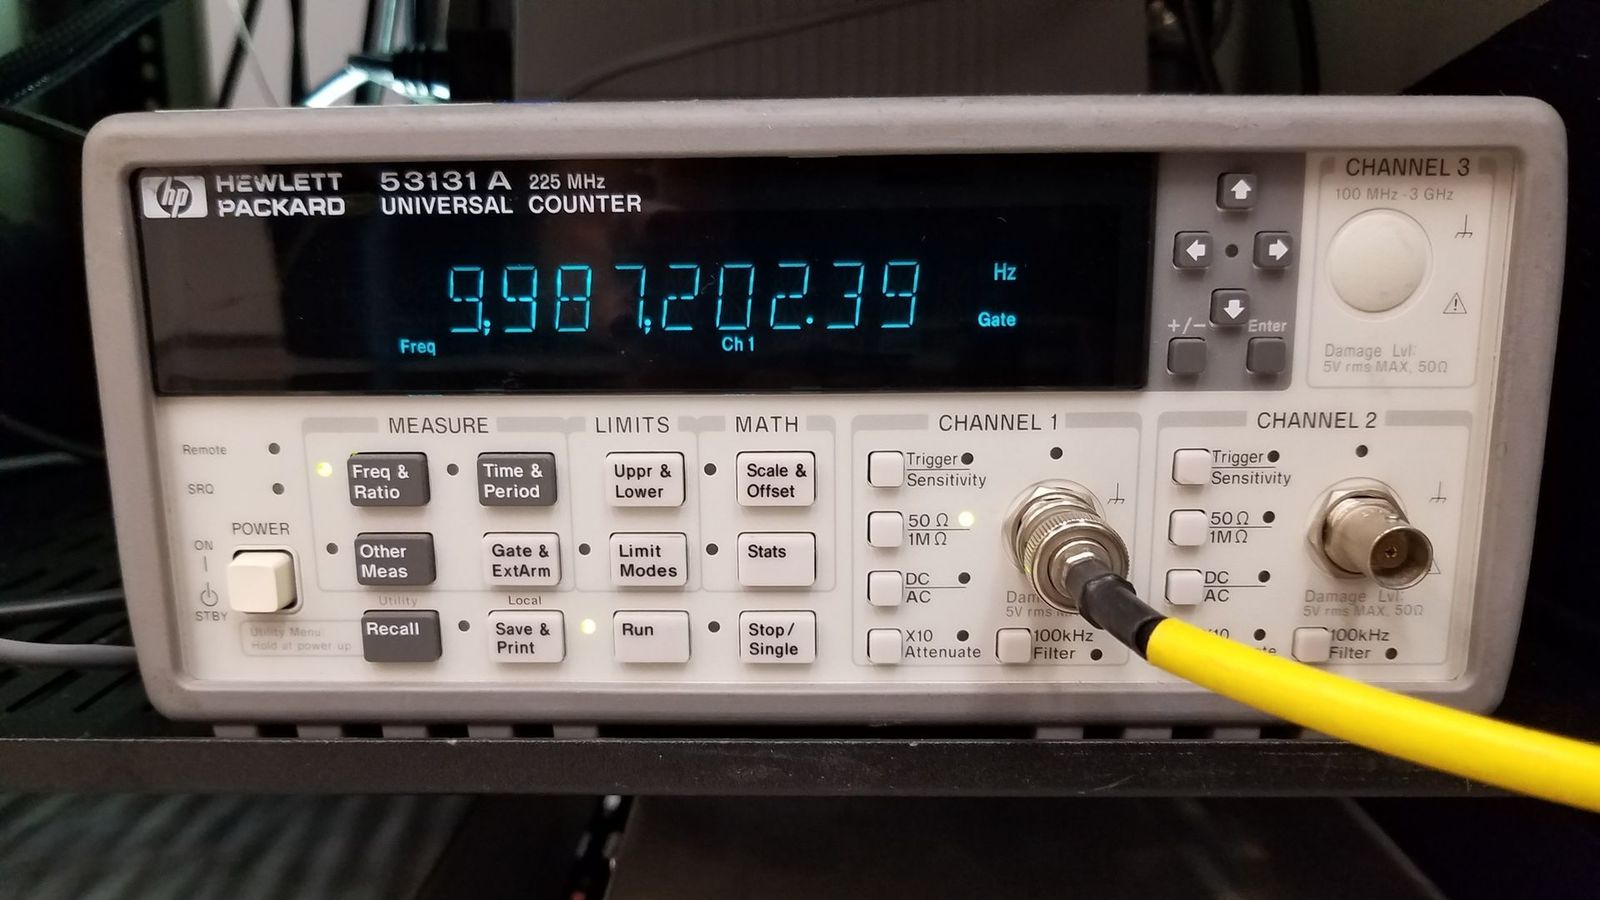 hp HEWLETT PACKARD
53131A 225 MHz
UNIVERSAL COUNTER
9,987,202.39 Hz
Gate
Freq
Ch 1
+/-
Enter
CHANNEL 3
100 MHz - 3 GHz
Damage Lvl:
5V rms MAX, 50Ω
Remote
SRQ
POWER
ON
STBY
MEASURE
Freq & Ratio
Time & Period
Other Meas
Gate & ExtArm
Utility
Local
Recall
Save & Print
Utility Menu:
Hold at power up
LIMITS
Uppr & Lower
Limit Modes
Run
MATH
Scale & Offset
Stats
Stop/ Single
CHANNEL 1
Trigger
Sensitivity
50 Ω
1M Ω
DC
AC
X10
Attenuate
100kHz
Filter
5V rms
CHANNEL 2
Trigger
Sensitivity
50 Ω
1M Ω
DC
AC
Damage Lvl:
5V rms MAX, 50Ω
100kHz
Filter